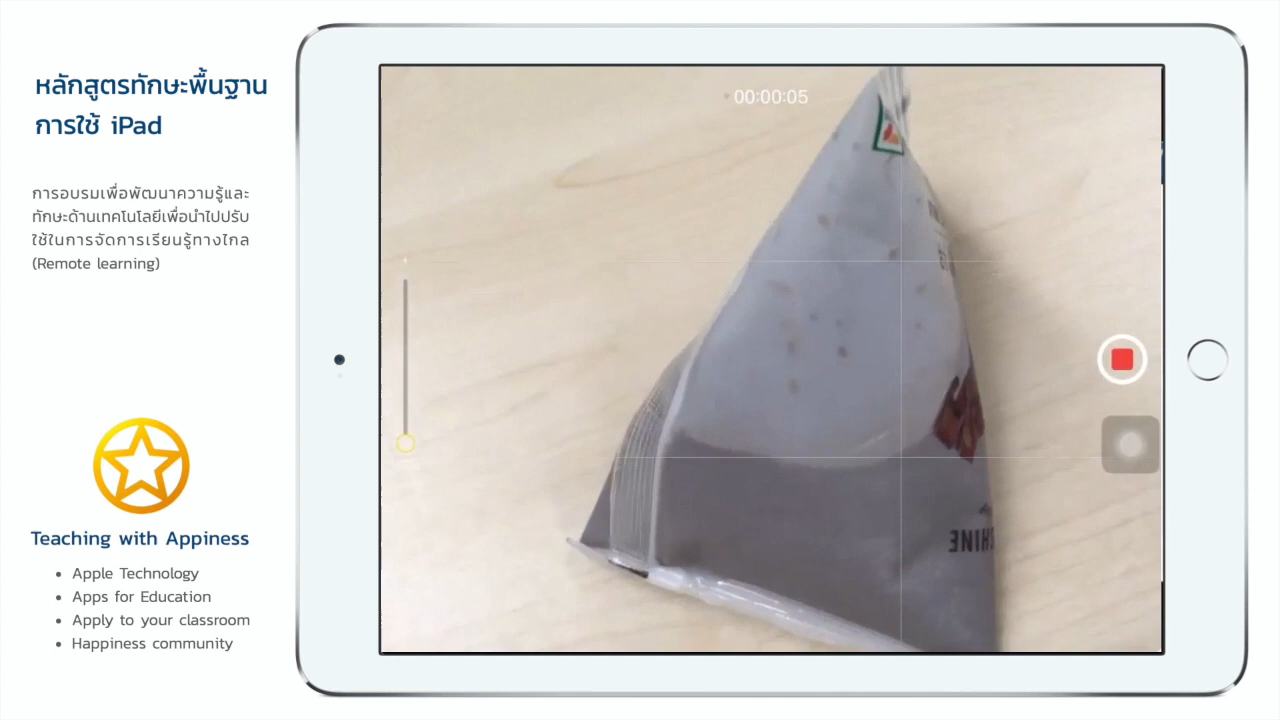 หลักสูตรทักษะพื้นฐาน
การใช้ iPad
การอบรมเพื่อพัฒนาความรู้และ
ทักษะด้านเทคโนโลยีเพื่อนำไปปรับ
ใช้ในการจัดการเรียนรู้ทางไกล
(Remote learning)
Teaching with Appiness
Apple Technology
Apps for Education
Apply to your classroom
Happiness community
00:00:05